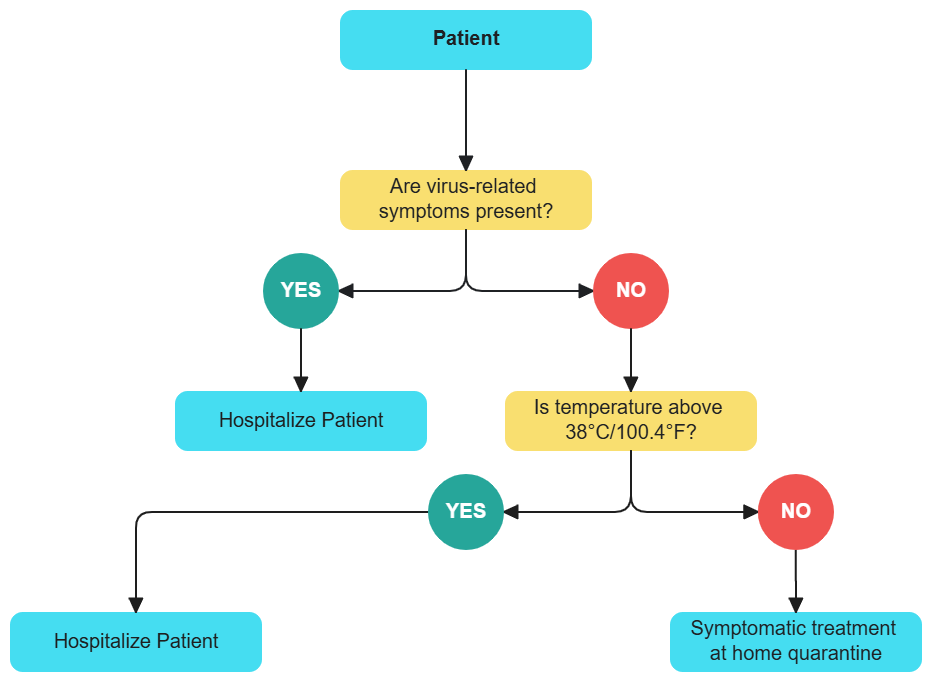 Patient
Are virus-related
symptoms present?
YES
NO
Hospitalize Patient
Is temperature above
38°C/100.4°F?
YES
NO
Hospitalize Patient
Symptomatic treatment
at home quarantine